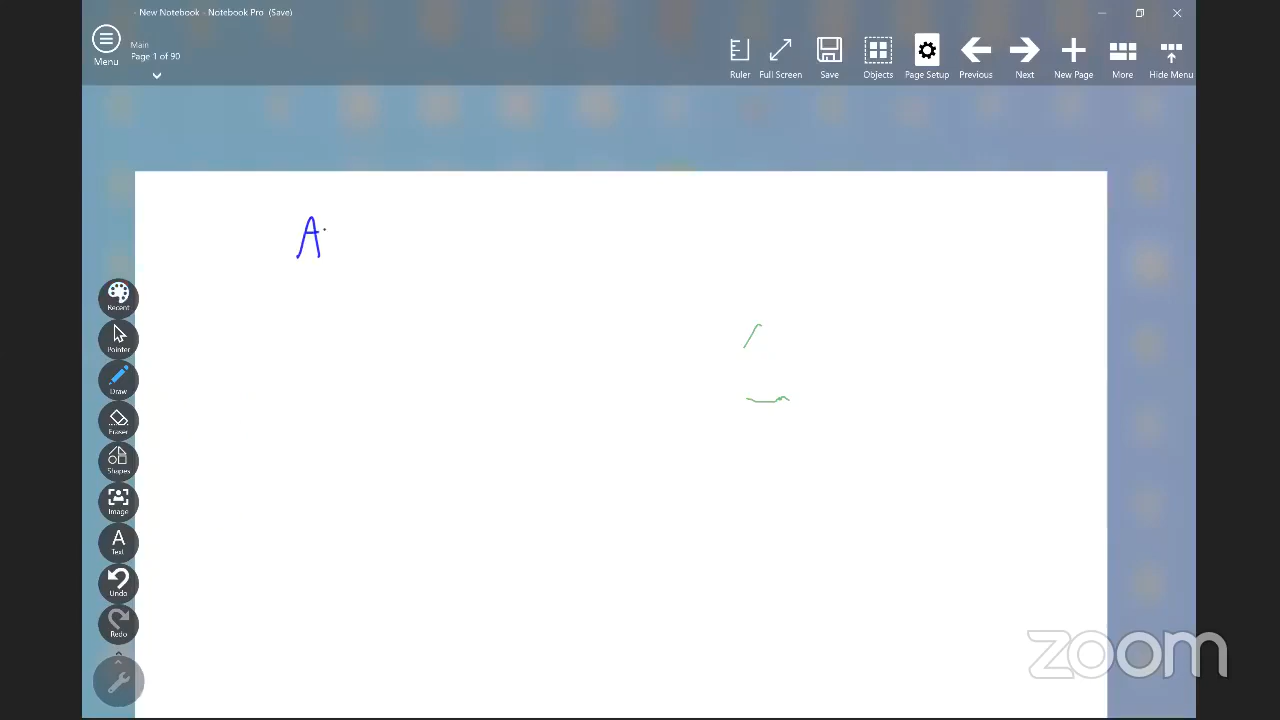 - New Notebook - Notebook Pro (Save)
Menu
Main
Page 1 of 90
Ruler
Full Screen
Save
Objects
Page Setup
Previous
Next
New Page
More
Hide Menu
A
Recent
Pointer
Draw
Eraser
Shapes
Image
A
Text
Undo
Redo
zoom